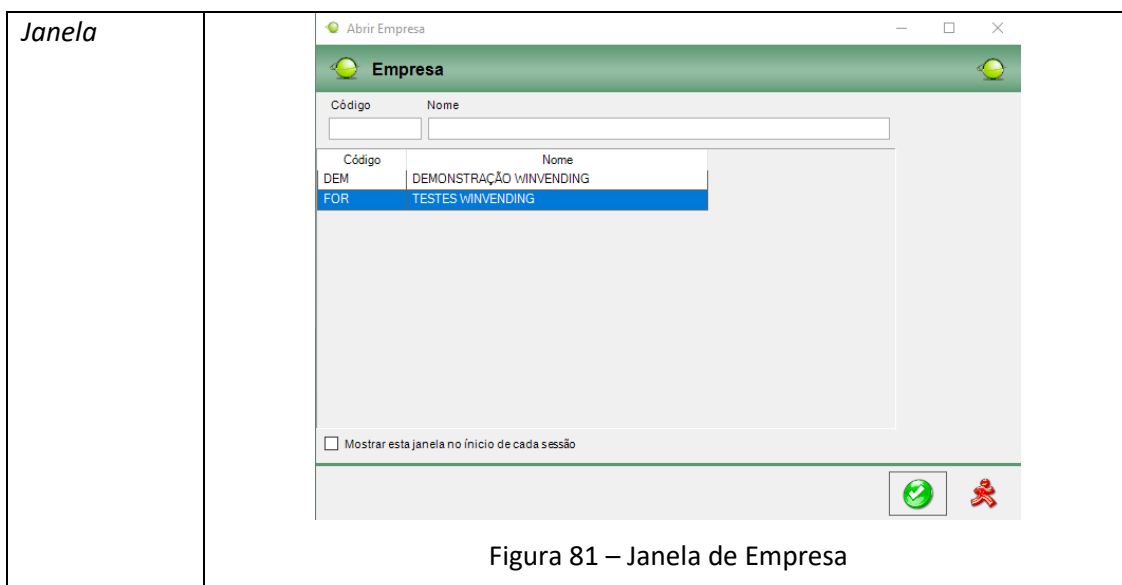 Janela
Abrir Empresa
Empresa
Código Nome
Código Nome
DEM DEMONSTRAÇÃO WINVENDING
FOR TESTES WINVENDING
Mostrar esta janela no ínicio de cada sessão
Figura 81 – Janela de Empresa